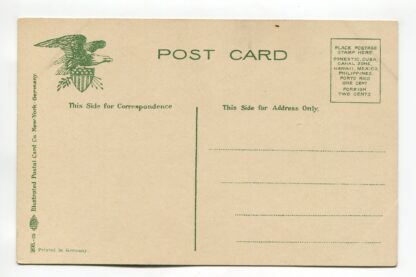 POST CARD
PLACE POSTAGE
STAMP HERE.
DOMESTIC, CUBA,
CANAL ZONE,
HAWAII, MEXICO,
PHILIPPINES,
PORTO RICO
ONE CENT
FOREIGN
TWO CENTS
This Side for Correspondence
This Side for Address Only.
Illustrated Postal Card Co. New-York, Germany.
Printed in Germany.